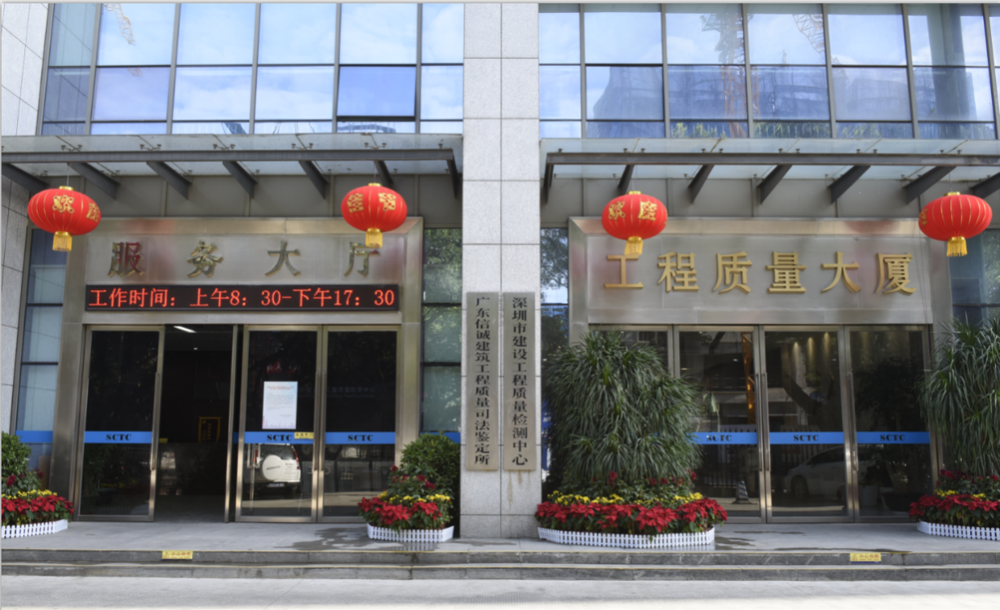 服务大厅
工作时间：上午8：30-下午17：30
广东信诚建筑工程质量司法鉴定所
深圳市建设工程质量检测中心
工程质量大厦
SCTC
SCTC
SCTC
SCTC
SCTC
SCTC